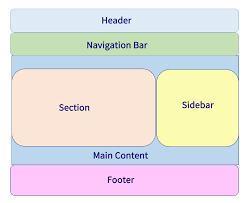 Header
Navigation Bar
Section
Sidebar
Main Content
Footer